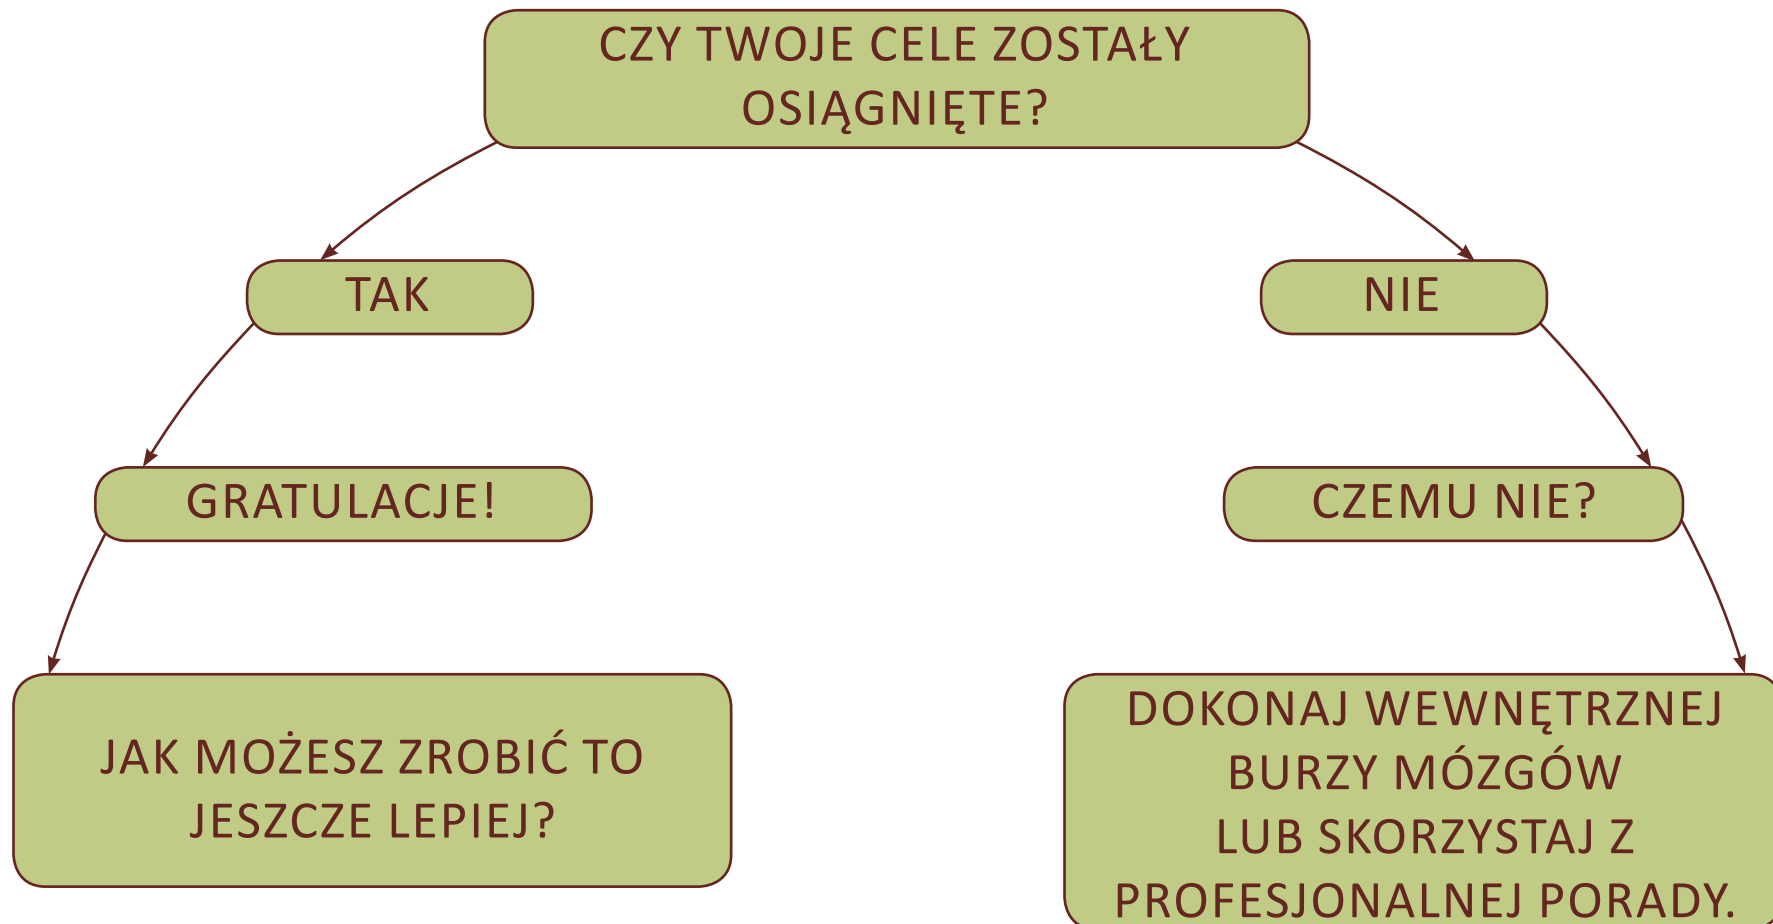 CZY TWOJE CELE ZOSTAŁY
OSIĄGNIĘTE?
TAK
NIE
GRATULACJE!
CZEMU NIE?
JAK MOŻESZ ZROBIĆ TO
JESZCZE LEPIEJ?
DOKONAJ WEWNĘTRZNEJ
BURZY MÓZGÓW
LUB SKORZYSTAJ Z
PROFESJONALNEJ PORADY.